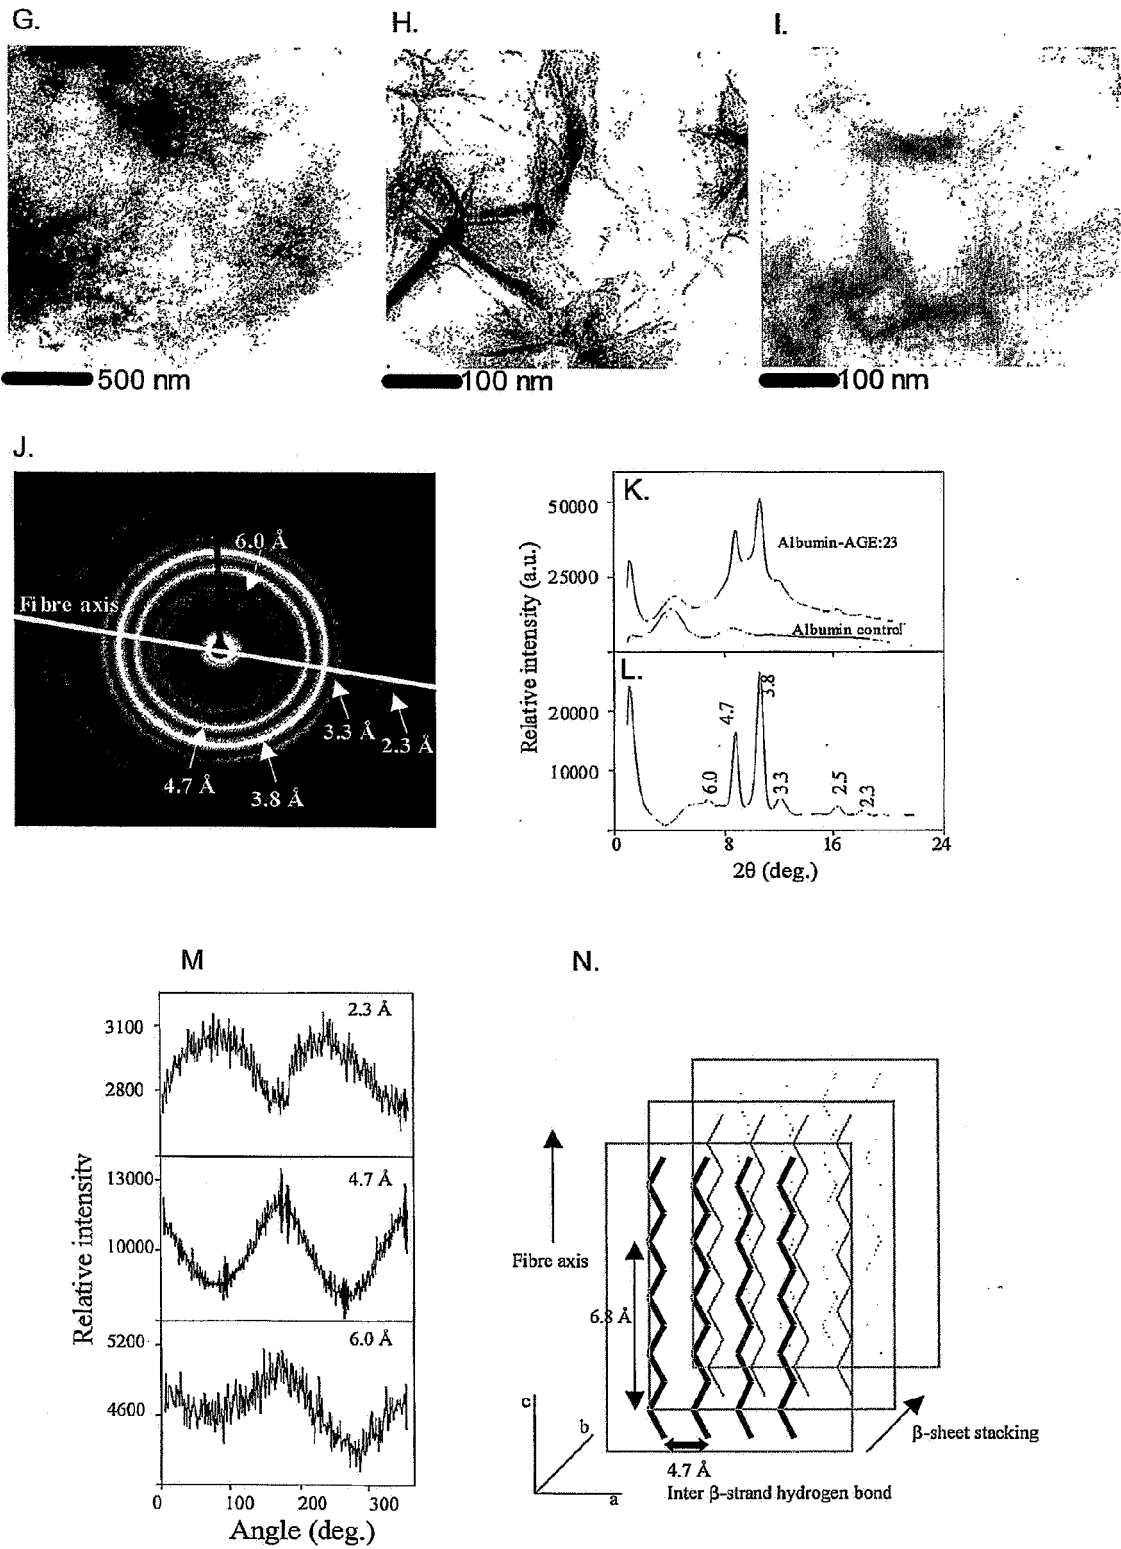 G.
H.
I.
500 nm
100 nm
100 nm
J.
6.0 Å
Fibre axis
3.3 Å
2.3 Å
4.7 Å
3.8 Å
K.
50000
Albumin-AGE:23
25000
Albumin control
Relative intensity (a.u.)
L.
3.8
4.7
20000
6.0
3.3
2.5
2.3
10000
0
8
16
24
2θ (deg.)
M
2.3 Å
3100
2800
4.7 Å
13000
10000
Relative intensity
6.0 Å
5200
4600
0
100
200
300
Angle (deg.)
N.
Fibre axis
6.8 Å
c
b
a
β-sheet stacking
4.7 Å
Inter β-strand hydrogen bond